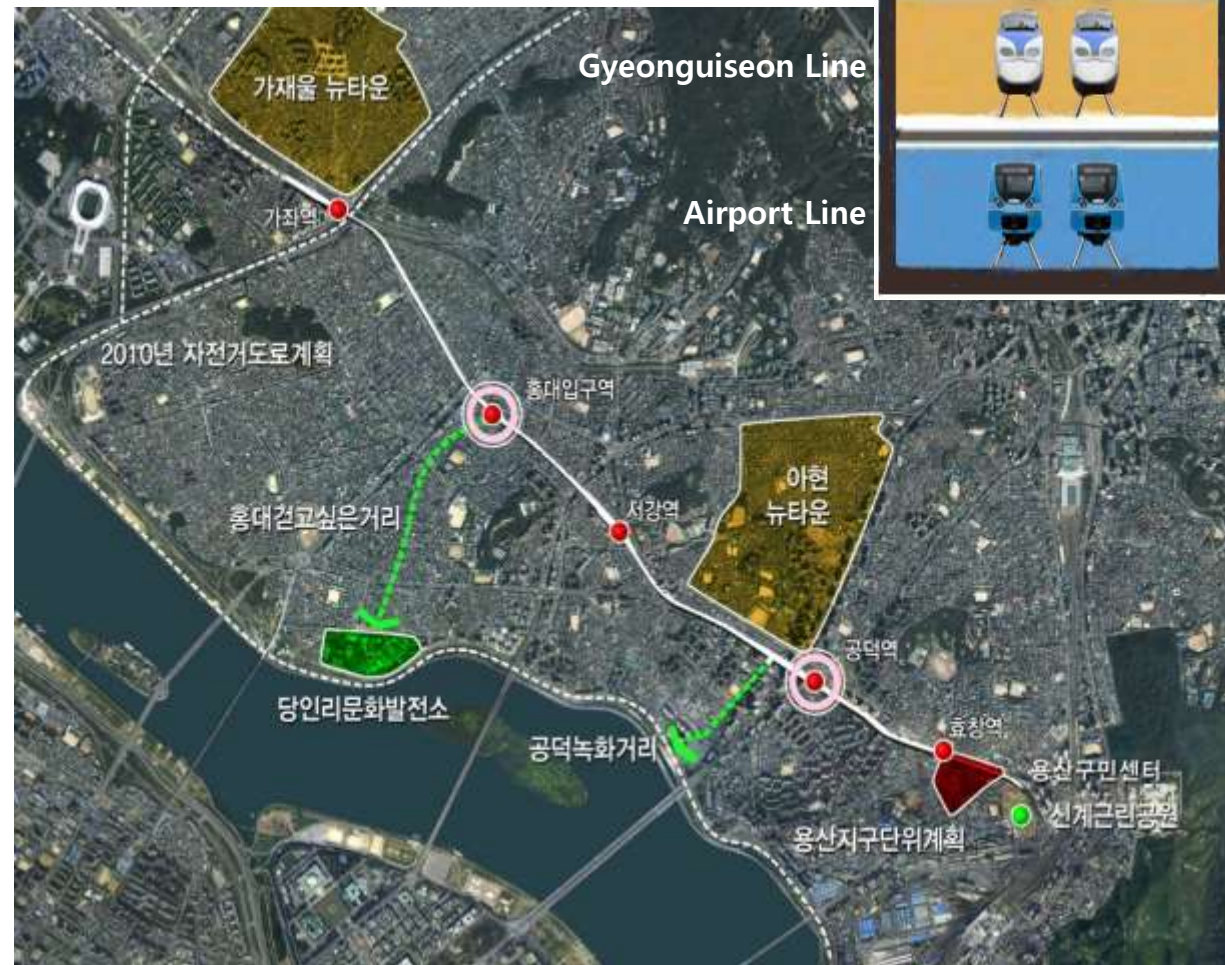 Gyeonguiseon Line
가재울 뉴타운
Airport Line
가좌역
2010년 자전거도로계획
홍대입구역
아현
뉴타운
홍대걷고싶은거리
서강역
공덕역
당인리문화발전소
효창역
공덕녹화거리
용산구민센터
신계근린공원
용산지구단위계획